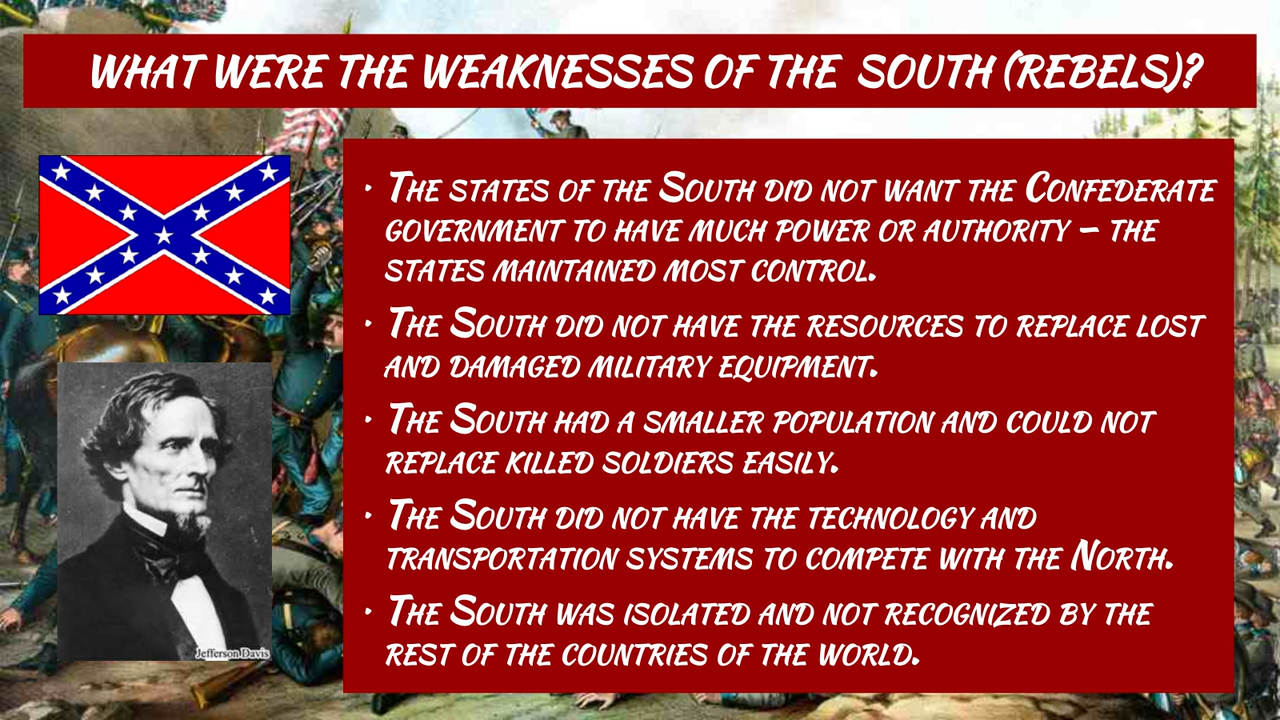 WHAT WERE THE WEAKNESSES OF THE SOUTH (REBELS)?
• THE STATES OF THE SOUTH DID NOT WANT THE CONFEDERATE
GOVERNMENT TO HAVE MUCH POWER OR AUTHORITY – THE
STATES MAINTAINED MOST CONTROL.
• THE SOUTH DID NOT HAVE THE RESOURCES TO REPLACE LOST
AND DAMAGED MILITARY EQUIPMENT.
• THE SOUTH HAD A SMALLER POPULATION AND COULD NOT
REPLACE KILLED SOLDIERS EASILY.
• THE SOUTH DID NOT HAVE THE TECHNOLOGY AND
TRANSPORTATION SYSTEMS TO COMPETE WITH THE NORTH.
• THE SOUTH WAS ISOLATED AND NOT RECOGNIZED BY THE
REST OF THE COUNTRIES OF THE WORLD.
Jefferson Davis